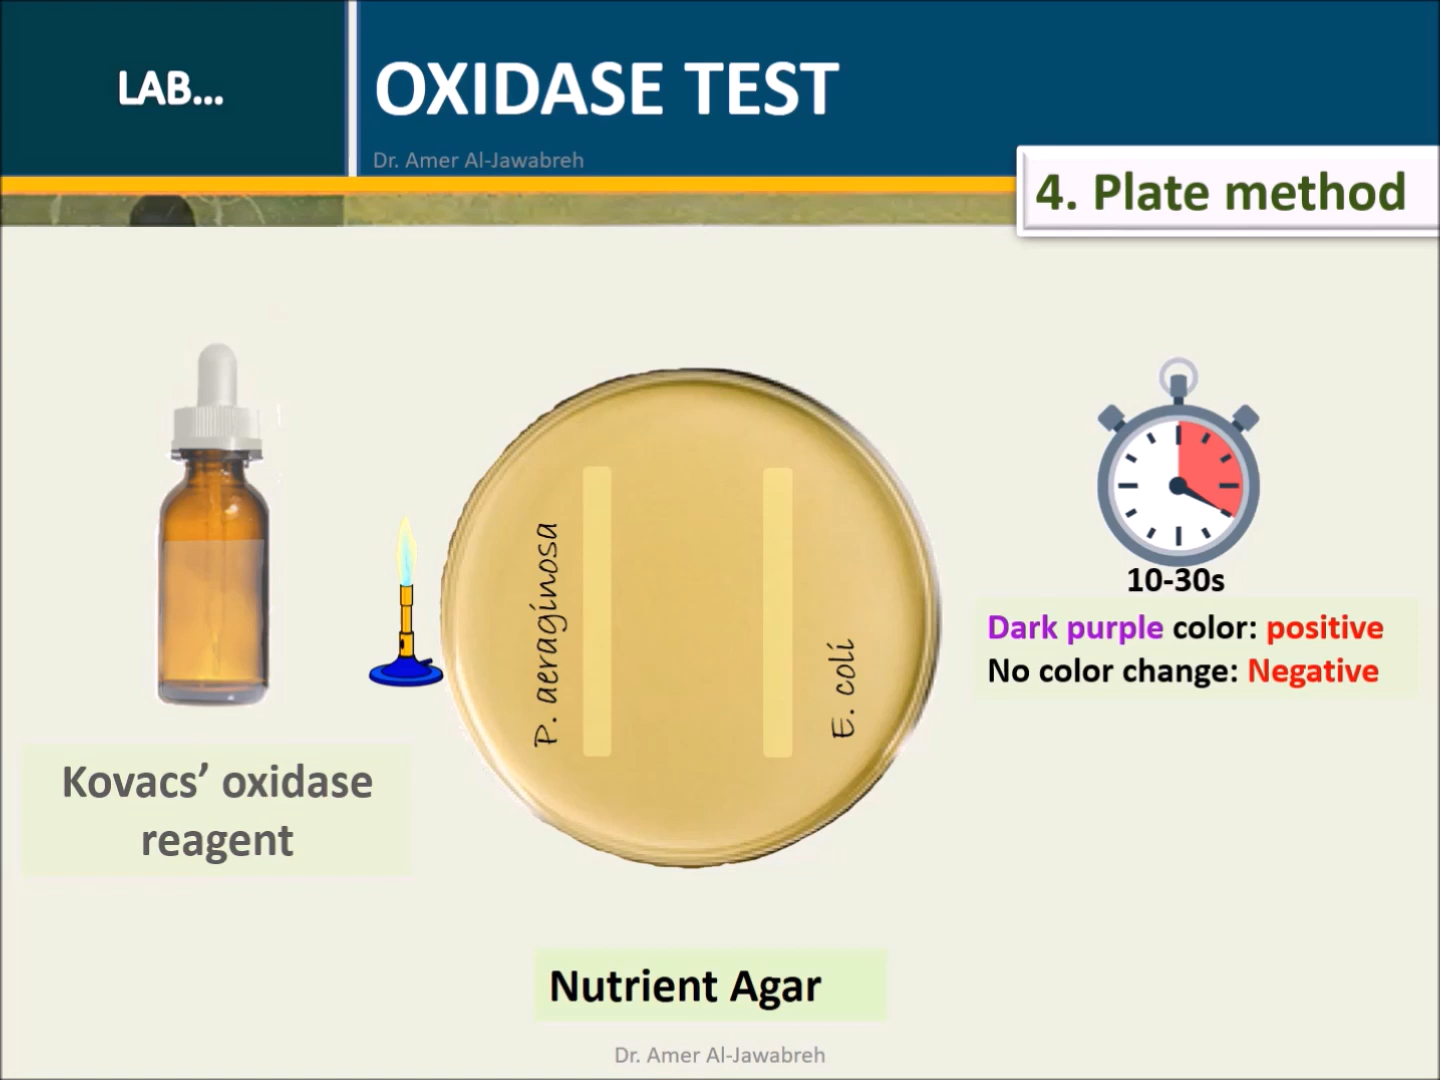 LAB...
OXIDASE TEST
Dr. Amer Al-Jawabreh
4. Plate method
P. aeraginosa
E. coli
10-30s
Dark purple color: positive
No color change: Negative
Kovacs’ oxidase
reagent
Nutrient Agar
Dr. Amer Al-Jawabreh